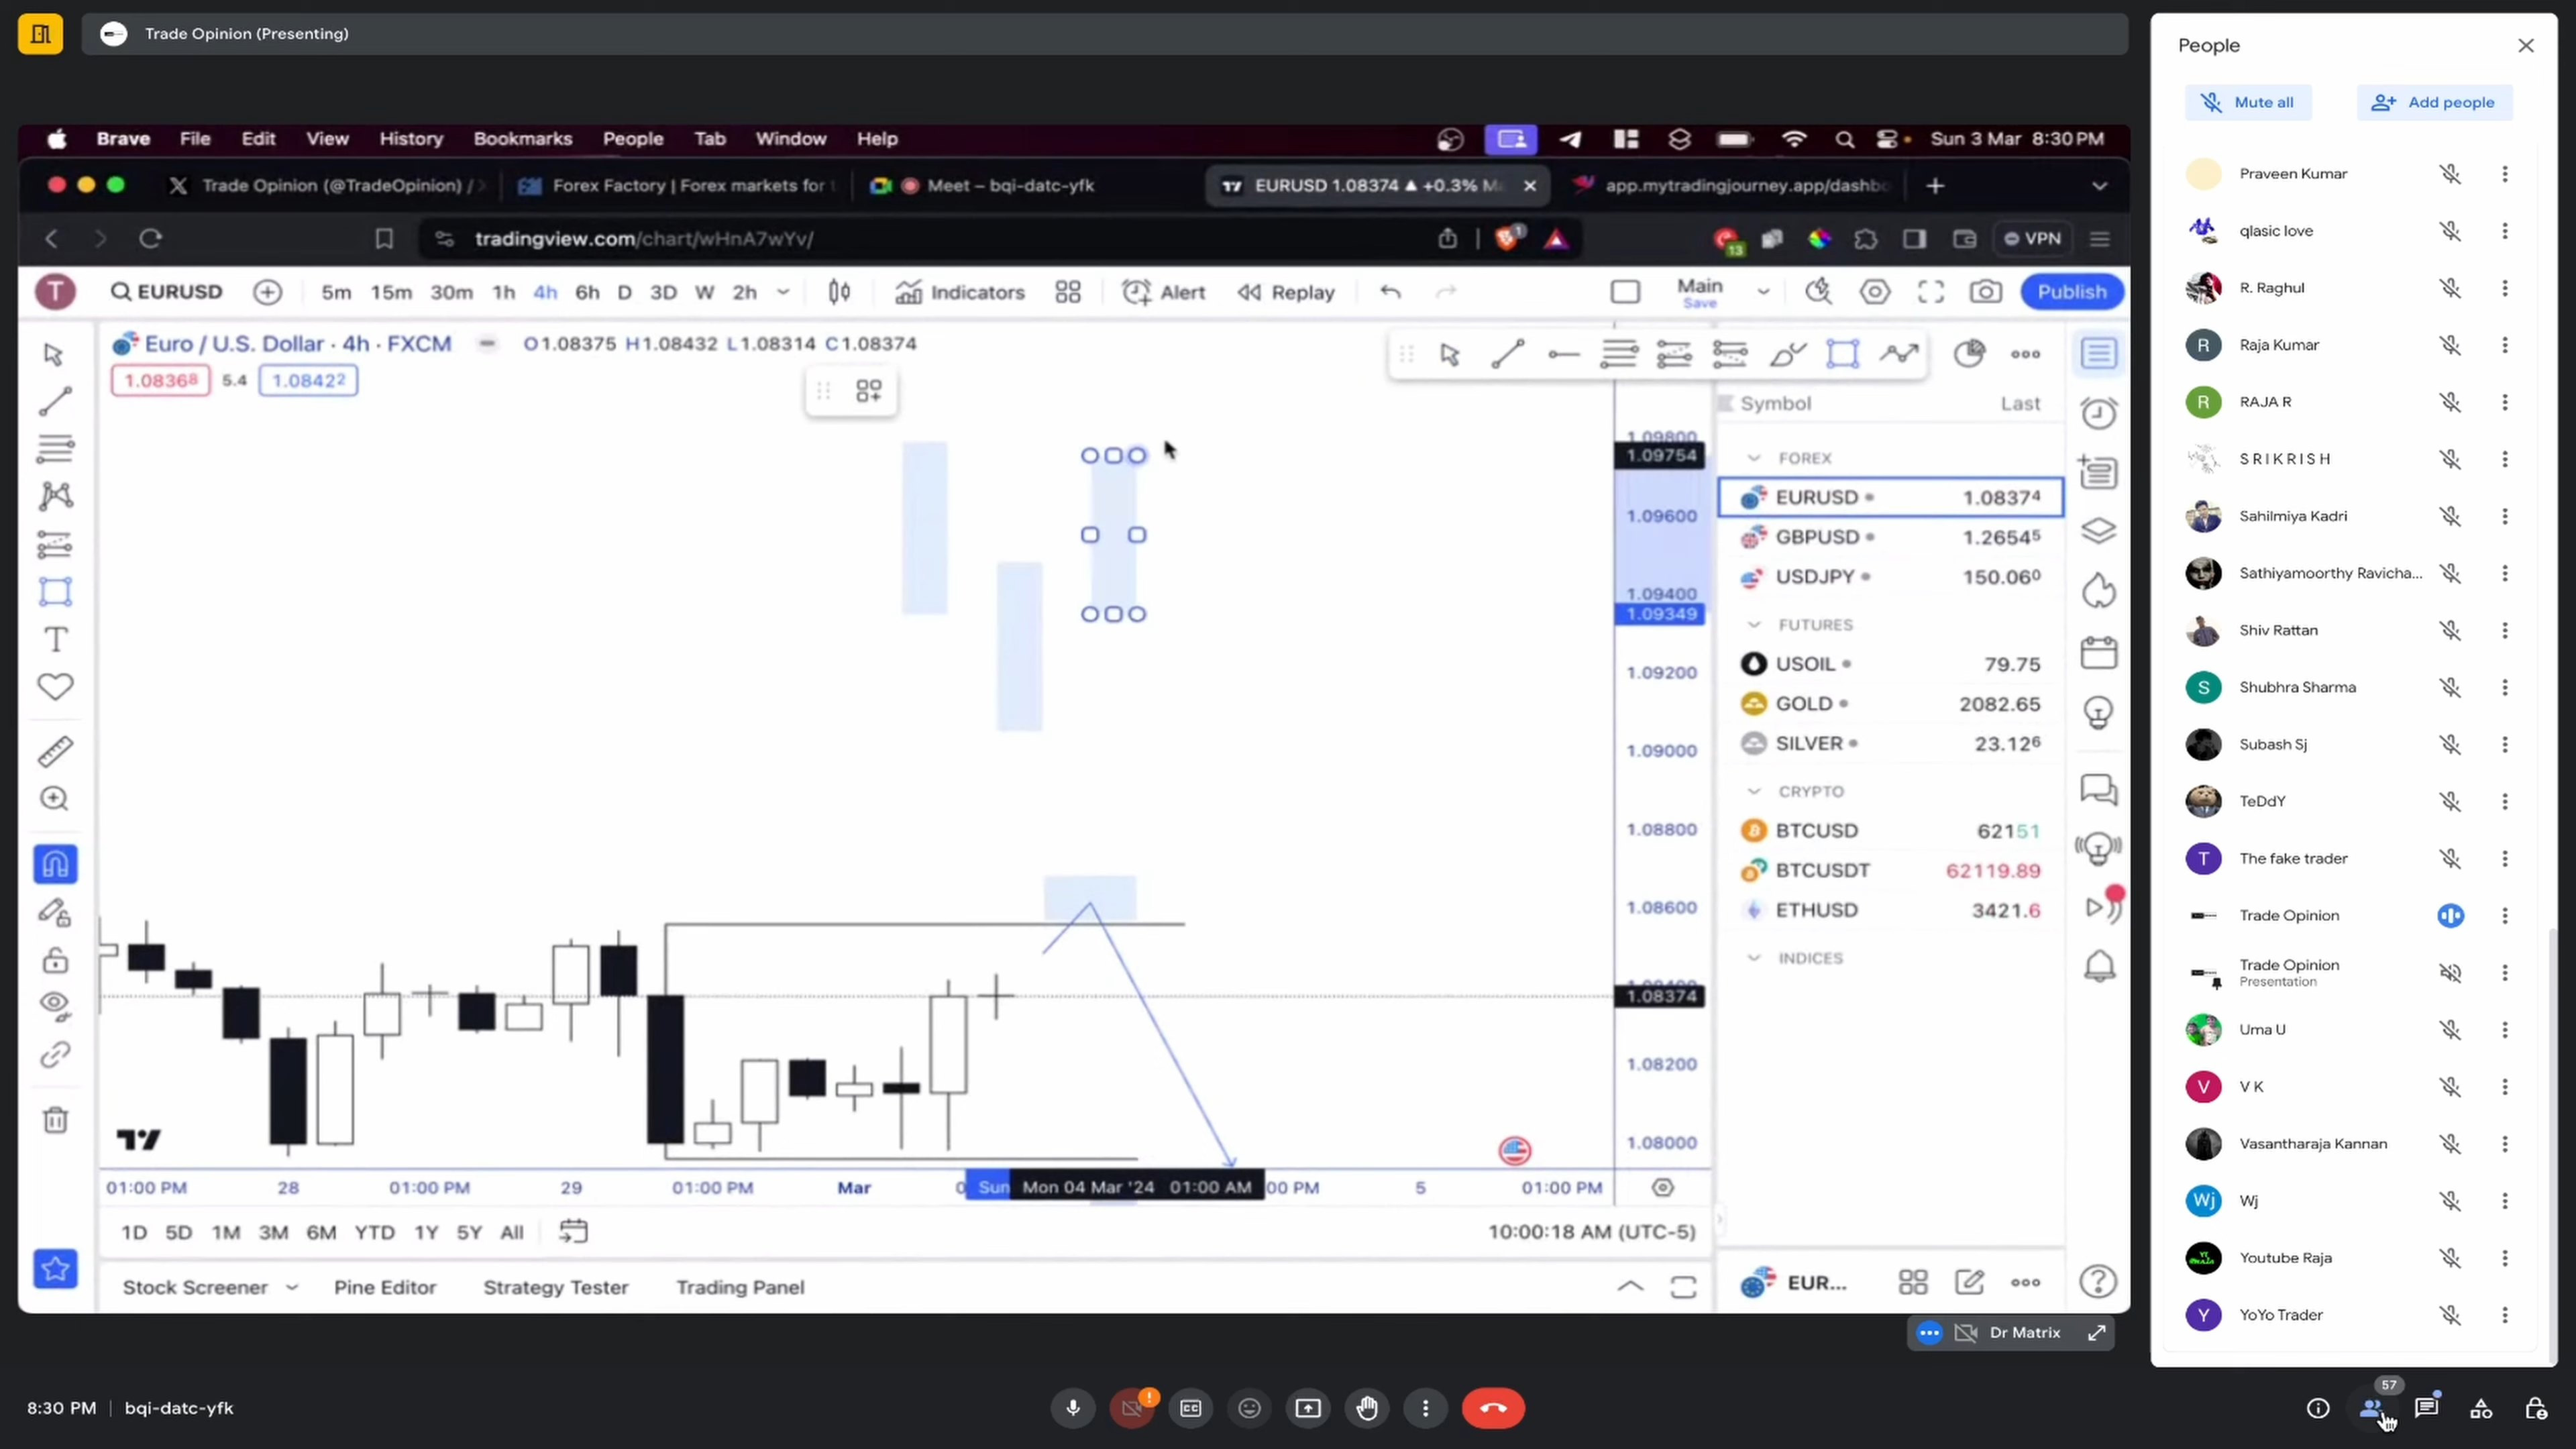 Trade Opinion (Presenting)
Brave File Edit View History Bookmarks People Tab Window Help
Sun 3 Mar 8:30 PM
Trade Opinion (@TradeOpinion) /
Forex Factory | Forex markets for
Meet – bqi-datc-yfk
EURUSD 1.08374 ▲ +0.3%
app.mytradingjourney.app/dashbo
tradingview.com/chart/wHnA7wYv/
1
13
VPN
T
EURUSD
5m 15m 30m 1h 4h 6h D 3D W 2h
Indicators
Alert
Replay
Main
Save
Publish
Euro / U.S. Dollar · 4h · FXCM
O1.08375 H1.08432 L1.08314 C1.08374
1.08368 5.4 1.08422
1.09800
1.09754
1.09600
1.09400
1.09349
1.09200
1.09000
1.08800
1.08600
1.08374
1.08200
1.08000
Symbol Last
FOREX
EURUSD 1.08374
GBPUSD 1.26545
USDJPY 150.060
FUTURES
USOIL 79.75
GOLD 2082.65
SILVER 23.126
CRYPTO
BTCUSD 62151
BTCUSDT 62119.89
ETHUSD 3421.6
INDICES
01:00 PM 28 01:00 PM 29 01:00 PM Mar Sun Mon 04 Mar '24 01:00 AM 00 PM 5 01:00 PM
1D 5D 1M 3M 6M YTD 1Y 5Y All
10:00:18 AM (UTC-5)
Stock Screener Pine Editor Strategy Tester Trading Panel
EUR...
Dr Matrix
8:30 PM | bqi-datc-yfk
57
People
Mute all
Add people
Praveen Kumar
qlasic love
R. Raghul
R
Raja Kumar
R
RAJA R
S R I K R I S H
Sahilmiya Kadri
Sathiyamoorthy Ravicha...
Shiv Rattan
S
Shubhra Sharma
Subash Sj
TeDdY
T
The fake trader
Trade Opinion
Trade Opinion
Presentation
Uma U
V
V K
Vasantharaja Kannan
Wj
Wj
Youtube Raja
Y
YoYo Trader